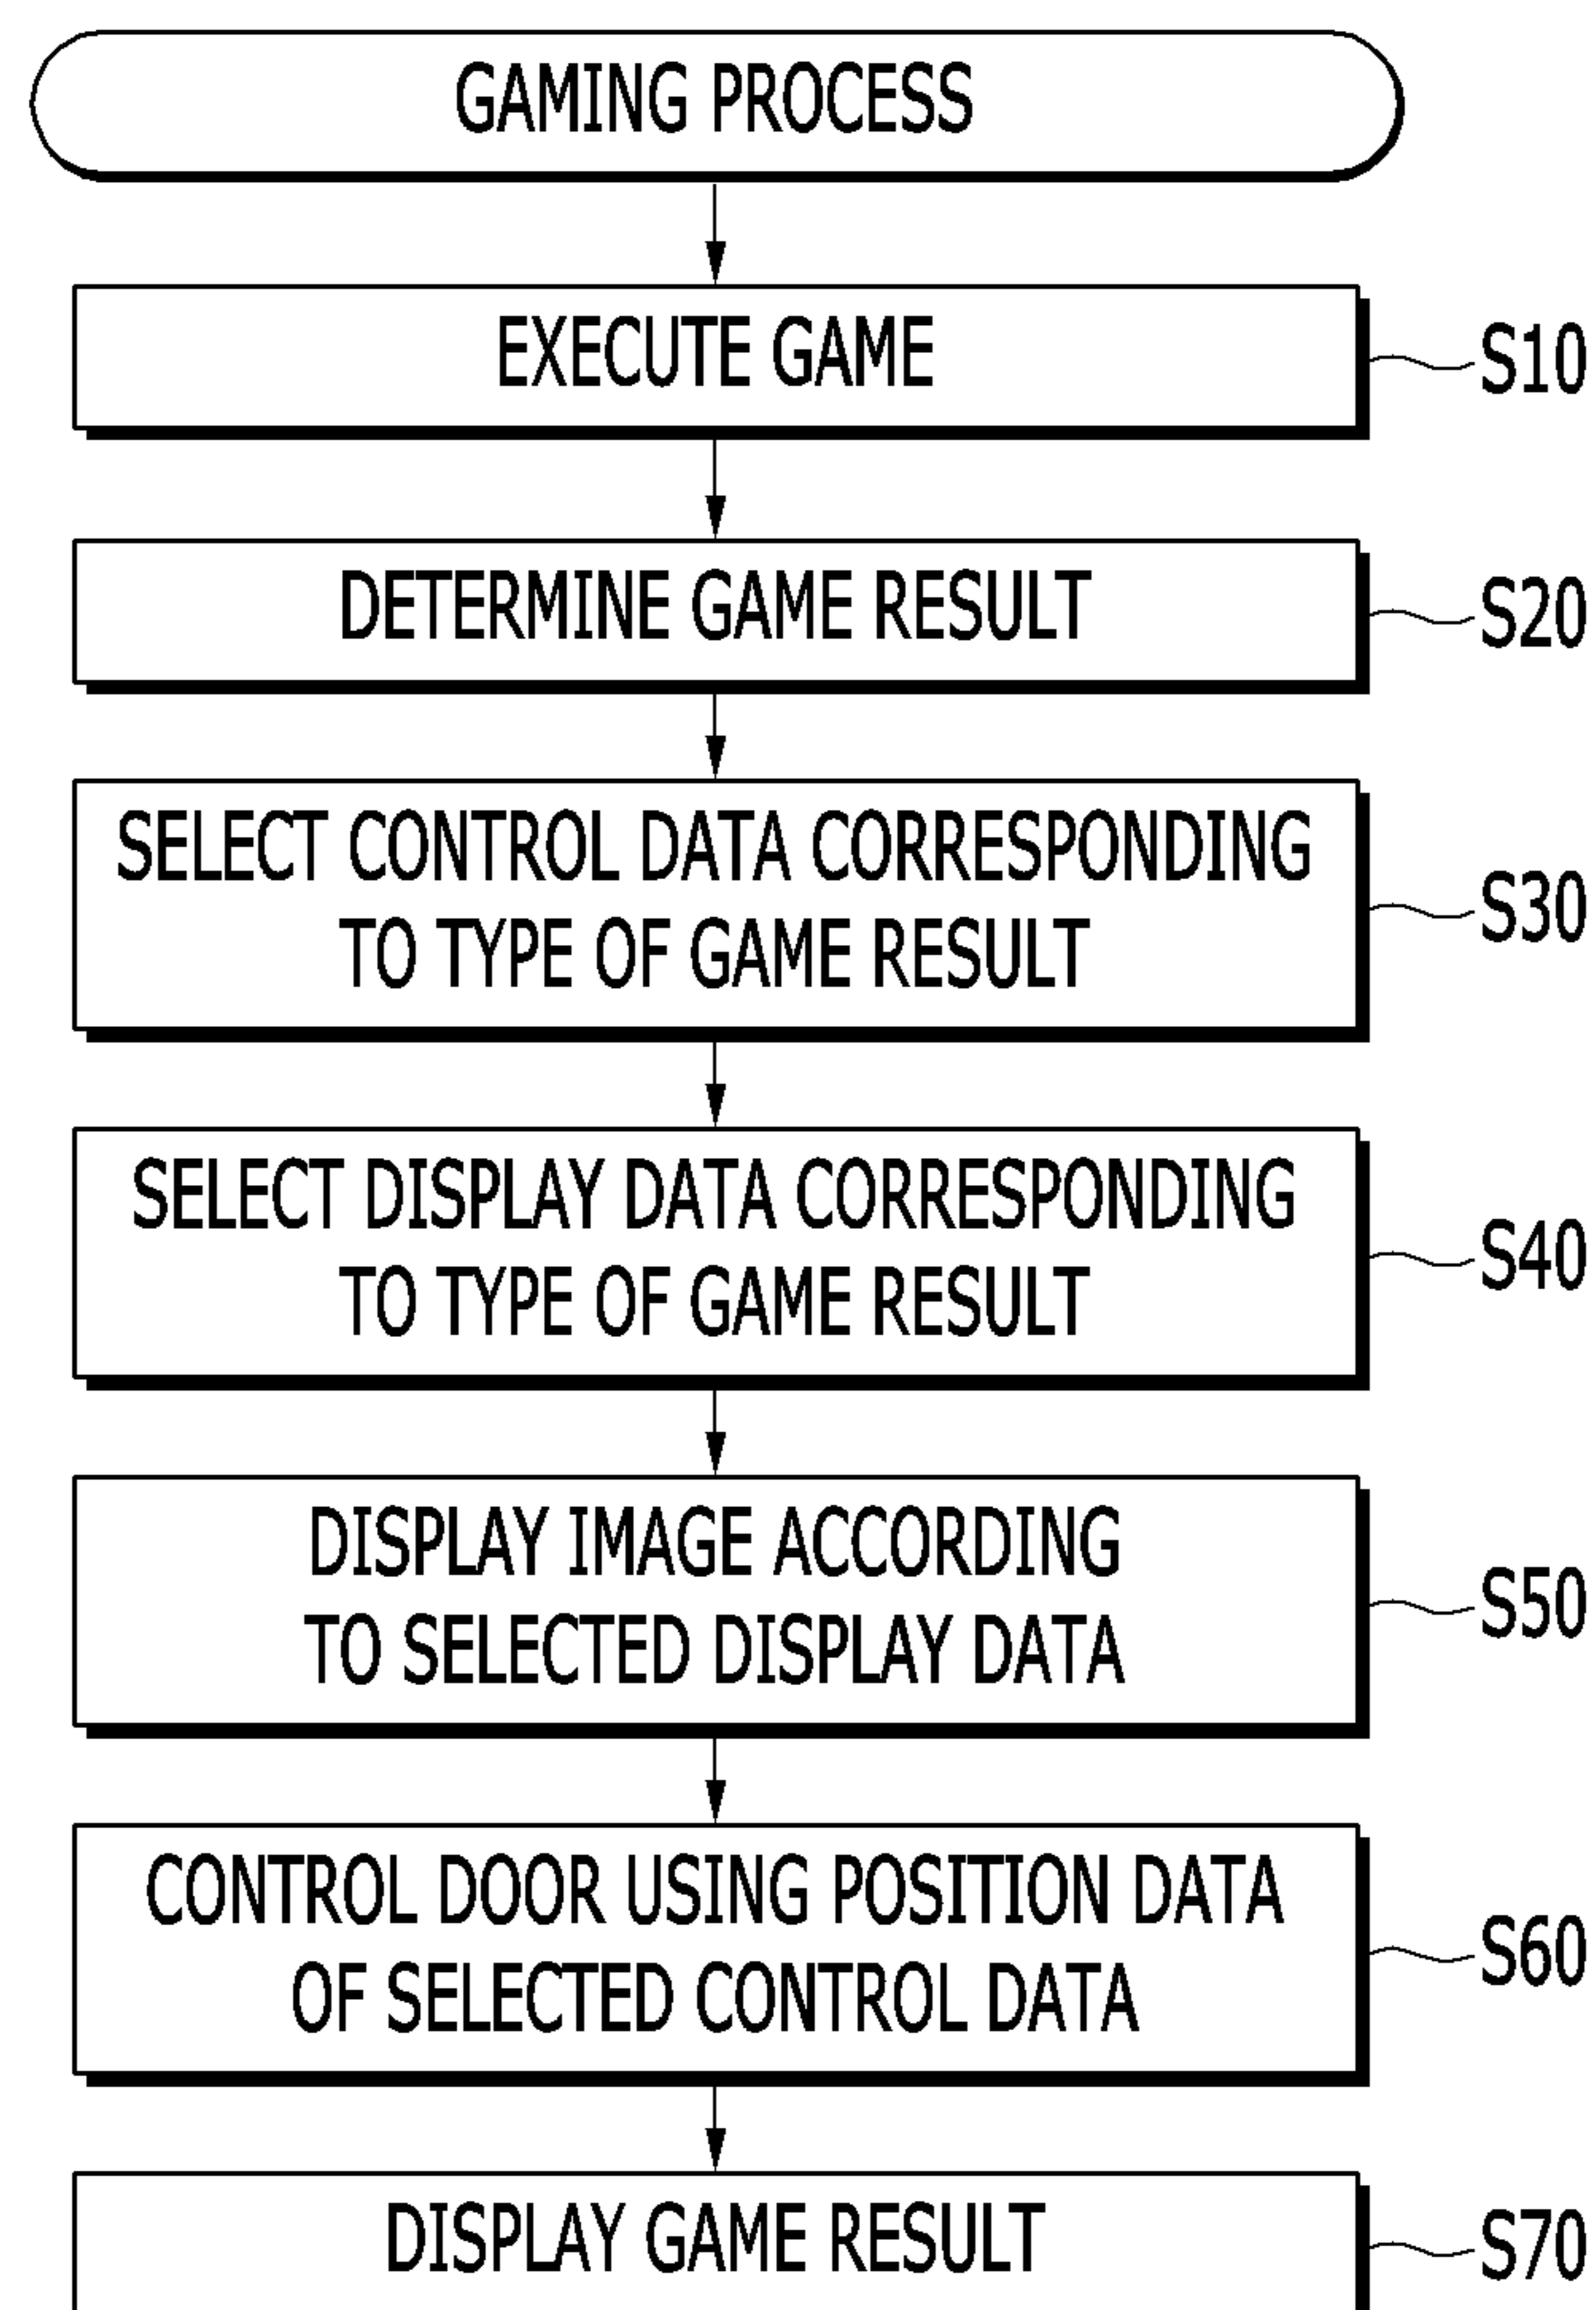 GAMING PROCESS
EXECUTE GAME
S10
DETERMINE GAME RESULT
S20
SELECT CONTROL DATA CORRESPONDING
TO TYPE OF GAME RESULT
S30
SELECT DISPLAY DATA CORRESPONDING
TO TYPE OF GAME RESULT
S40
DISPLAY IMAGE ACCORDING
TO SELECTED DISPLAY DATA
S50
CONTROL DOOR USING POSITION DATA
OF SELECTED CONTROL DATA
S60
DISPLAY GAME RESULT
S70